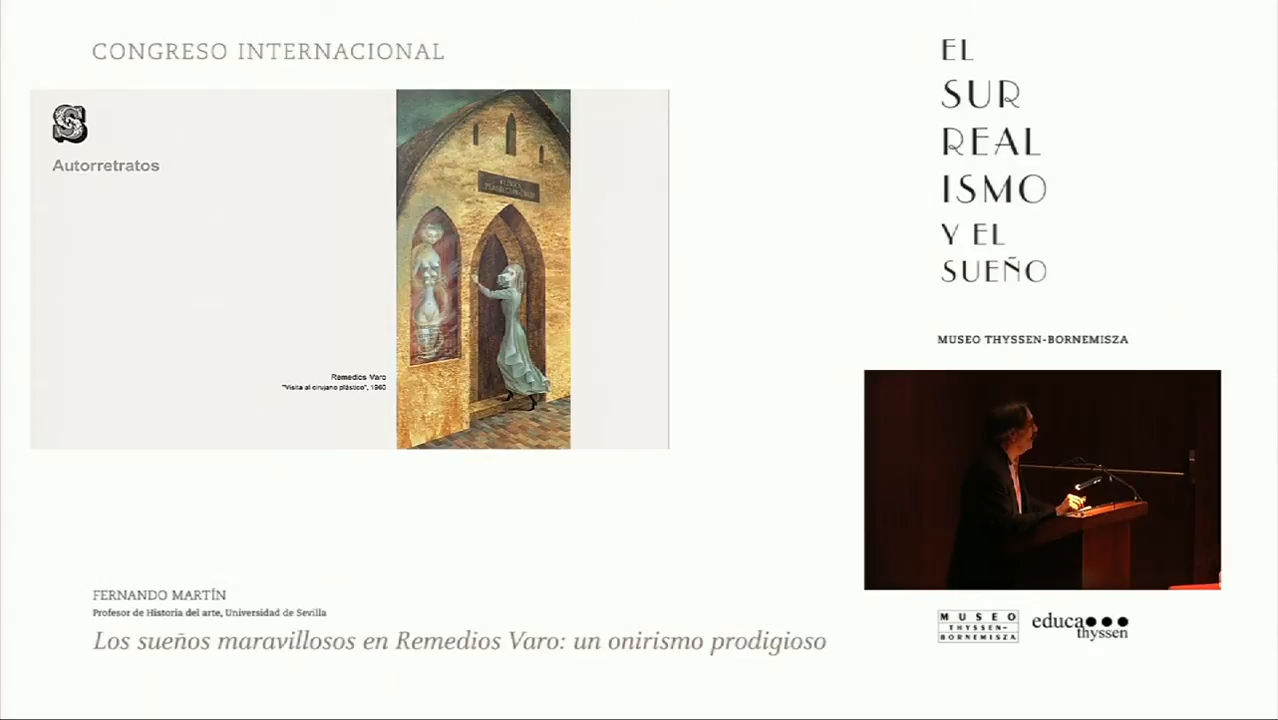 CONGRESO INTERNACIONAL
S
Autorretratos
Remedios Varo
"Visita al cirujano plástico", 1960
EL
SUR
REAL
ISMO
Y EL
SUEÑO
MUSEO THYSSEN-BORNEMISZA
FERNANDO MARTÍN
Profesor de Historia del arte, Universidad de Sevilla
Los sueños maravillosos en Remedios Varo: un onirismo prodigioso
MUSEO
THYSSEN-
BORNEMISZA
educa
thyssen